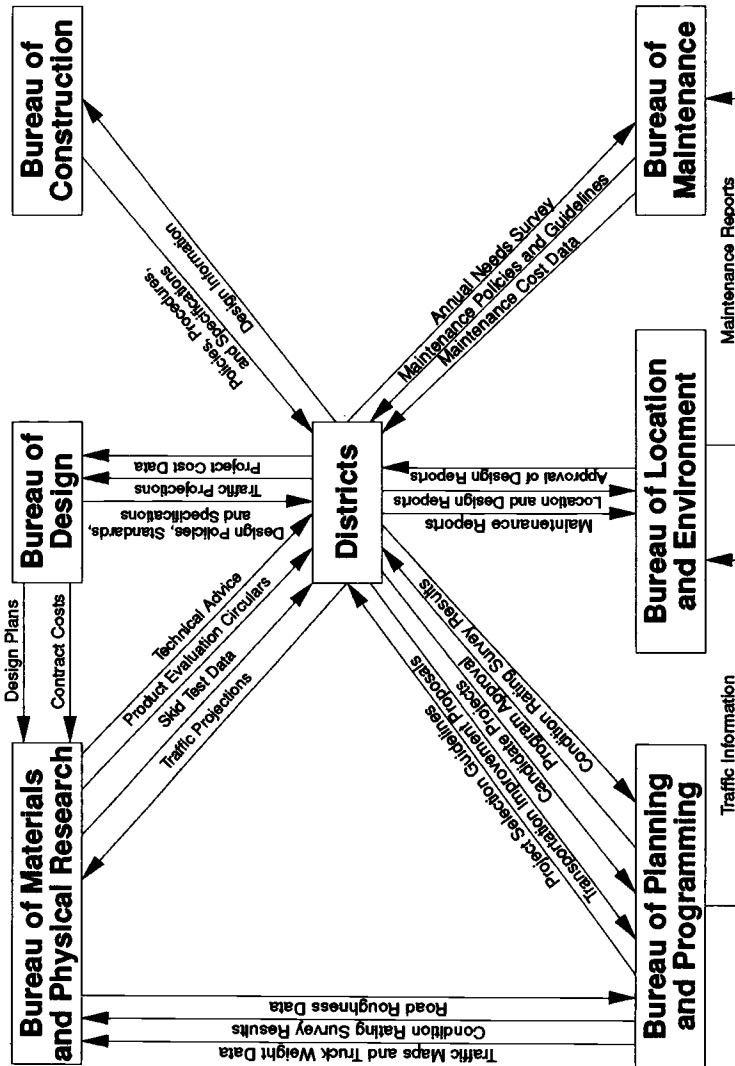 Bureau of Materials
and Physical Research
Design Plans
Contract Costs
Bureau of
Design
Bureau of
Construction
Technical Advice
Product Evaluation Circulars
Skid Test Data
Traffic Projections
Design Policies, Standards,
and Specifications
Traffic Projections
Project Cost Data
Policies, Procedures,
and Specifications
Design Information
Road Roughness Data
Condition Rating Survey Results
Traffic Maps and Truck Weight Data
Districts
Project Selection Guidelines
Transportation Improvement Proposals
Candidate Projects
Program Approval
Condition Rating Survey Results
Maintenance Reports
Location and Design Reports
Approval of Design Reports
Annual Needs Survey
Maintenance Policies and Guidelines
Maintenance Cost Data
Bureau of Planning
and Programming
Bureau of Location
and Environment
Bureau of
Maintenance
Traffic Information
Maintenance Reports